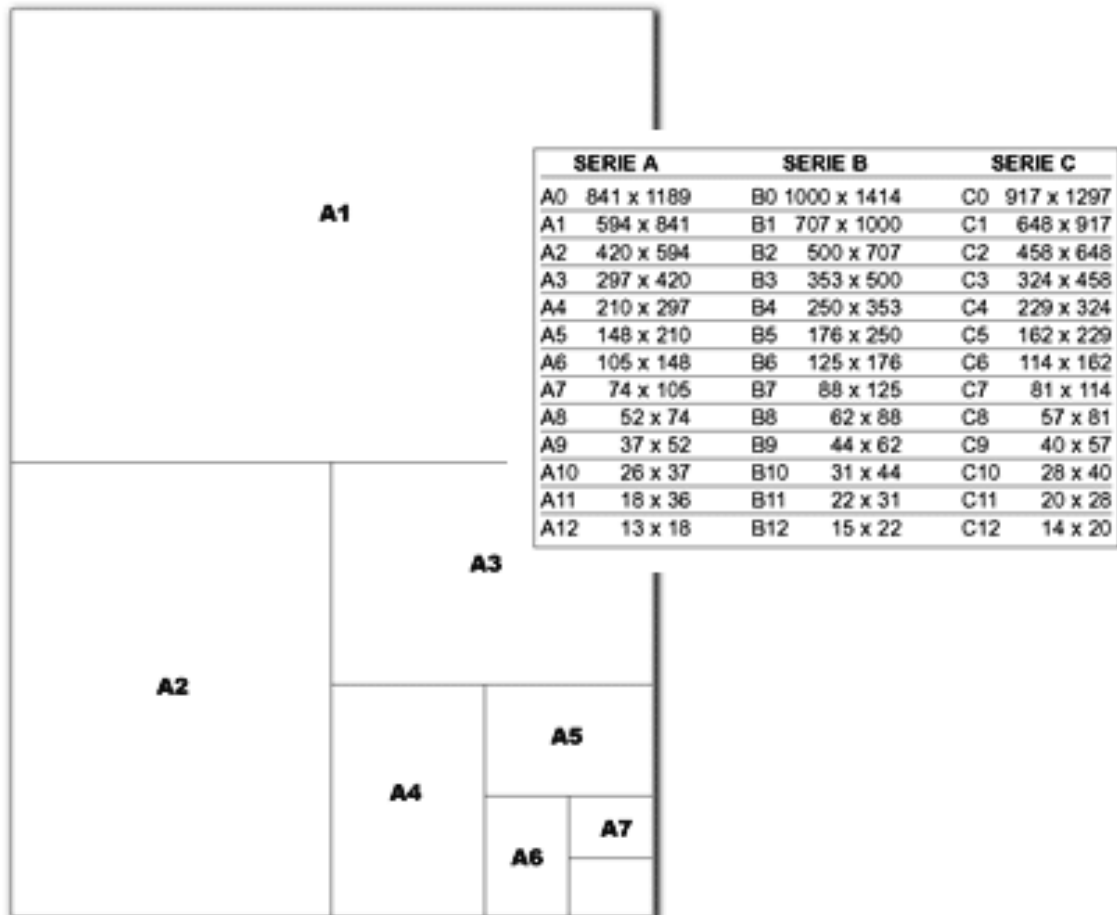 A1
SERIE A SERIE B SERIE C
A0 841 x 1189 B0 1000 x 1414 C0 917 x 1297
A1 594 x 841 B1 707 x 1000 C1 648 x 917
A2 420 x 594 B2 500 x 707 C2 458 x 648
A3 297 x 420 B3 353 x 500 C3 324 x 458
A4 210 x 297 B4 250 x 353 C4 229 x 324
A5 148 x 210 B5 176 x 250 C5 162 x 229
A6 105 x 148 B6 125 x 176 C6 114 x 162
A7 74 x 105 B7 88 x 125 C7 81 x 114
A8 52 x 74 B8 62 x 88 C8 57 x 81
A9 37 x 52 B9 44 x 62 C9 40 x 57
A10 26 x 37 B10 31 x 44 C10 28 x 40
A11 18 x 36 B11 22 x 31 C11 20 x 28
A12 13 x 18 B12 15 x 22 C12 14 x 20
A3
A2
A5
A4
A7
A6